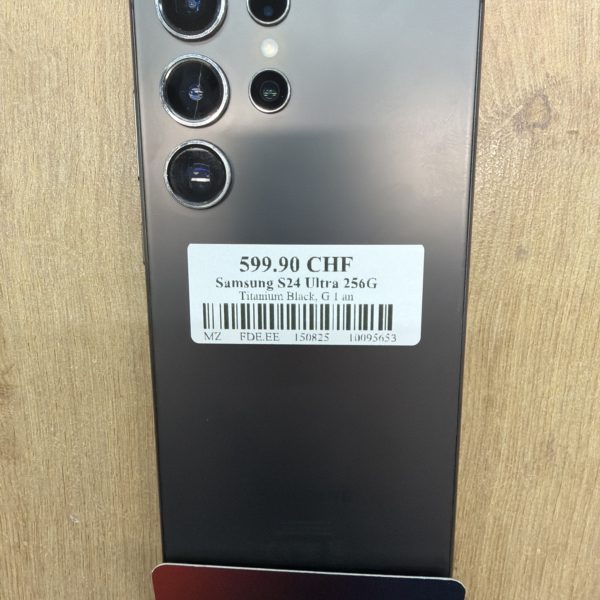 599.90 CHF
Samsung S24 Ultra 256G
Titanium Black, G 1 an
MZ FDE.EE 150825 10095653